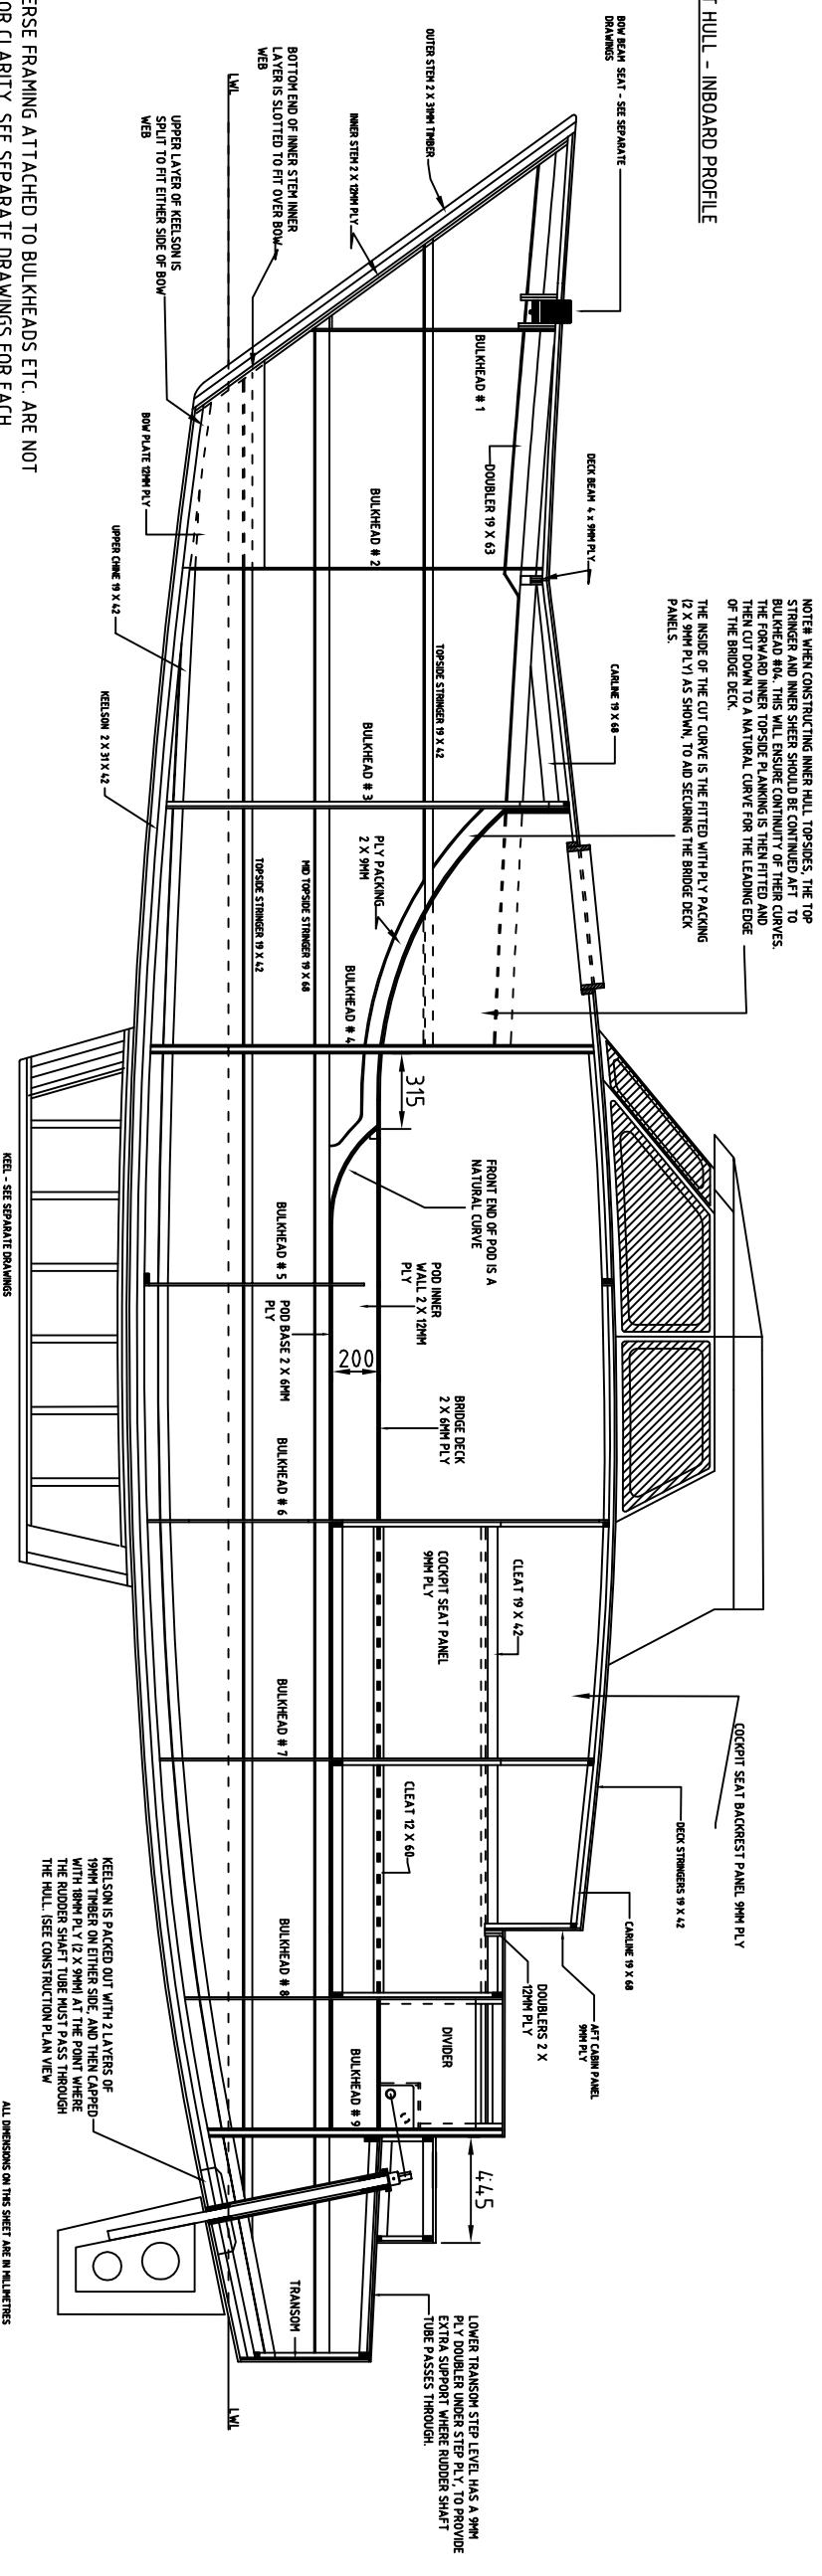 T HULL - INBOARD PROFILE
BOW BEAM SEAT - SEE SEPARATE
DRAWINGS
OUTER STEM 2 X 31MM TIMBER
INNER STEM 2 X 12MM PLY
BOTTOM END OF INNER STEM INNER
LAYER IS SLOTTED TO FIT OVER BOW
WEB
LWL
UPPER LAYER OF KEELSON IS
SPLIT TO FIT EITHER SIDE OF BOW
WEB
ERSE FRAMING ATTACHED TO BULKHEADS ETC. ARE NOT
OR CLARITY. SEE SEPARATE DRAWINGS FOR EACH
BULKHEAD # 1
DOUBLER 19 X 63
DECK BEAM 4 x 9MM PLY
BULKHEAD # 2
BOW PLATE 12MM PLY
UPPER CHINE 19 X 42
KEELSON 2 X 31 X 42
NOTE# WHEN CONSTRUCTING INNER HULL TOPSIDES, THE TOP
STRINGER AND INNER SHEER SHOULD BE CONTINUED AFT TO
BULKHEAD #04. THIS WILL ENSURE CONTINUITY OF THEIR CURVES.
THE FORWARD INNER TOPSIDE PLANKING IS THEN FITTED AND
THEN CUT DOWN TO A NATURAL CURVE FOR THE LEADING EDGE
OF THE BRIDGE DECK.
THE INSIDE OF THE CUT CURVE IS THE FITTED WITH PLY PACKING
(2 X 9MM PLY) AS SHOWN, TO AID SECURING THE BRIDGE DECK
PANELS.
CARLINE 19 X 68
TOPSIDE STRINGER 19 X 42
BULKHEAD # 3
PLY PACKING
2 X 9MM
MID TOPSIDE STRINGER 19 X 68
TOPSIDE STRINGER 19 X 42
BULKHEAD # 4
315
FRONT END OF POD IS A
NATURAL CURVE
BULKHEAD # 5
POD INNER
WALL 2 X 12MM
PLY
POD BASE 2 X 6MM
PLY
200
BRIDGE DECK
2 X 6MM PLY
KEEL - SEE SEPARATE DRAWINGS
BULKHEAD # 6
COCKPIT SEAT PANEL
9MM PLY
CLEAT 19 X 42
BULKHEAD # 7
COCKPIT SEAT BACKREST PANEL 9MM PLY
DECK STRINGERS 19 X 42
CLEAT 12 X 60
CARLINE 19 X 68
BULKHEAD # 8
DOUBLERS 2 X
12MM PLY
AFT CABIN PANEL
9MM PLY
DIVIDER
BULKHEAD # 9
KEELSON IS PACKED OUT WITH 2 LAYERS OF
19MM TIMBER ON EITHER SIDE, AND THEN CAPPED
WITH 18MM PLY (2 X 9MM) AT THE POINT WHERE
THE RUDDER SHAFT TUBE MUST PASS THROUGH
THE HULL. (SEE CONSTRUCTION PLAN VIEW
445
TRANSOM
LOWER TRANSOM STEP LEVEL HAS A 9MM
PLY DOUBLER UNDER STEP PLY, TO PROVIDE
EXTRA SUPPORT WHERE RUDDER SHAFT
TUBE PASSES THROUGH.
LWL
ALL DIMENSIONS ON THIS SHEET ARE IN MILLIMETRES